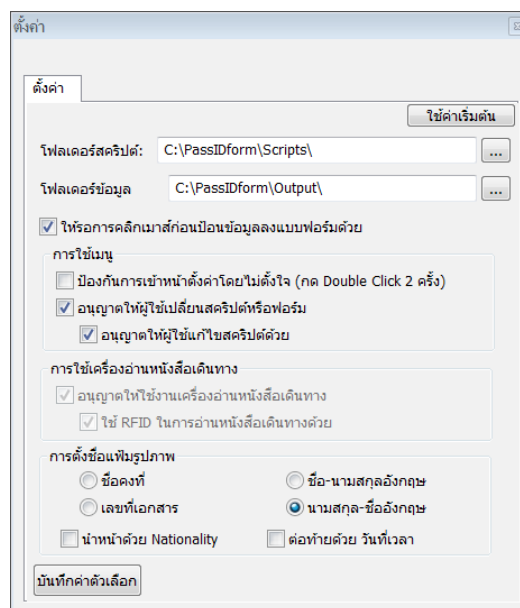 ตั้งค่า
ตั้งค่า
ใช้ค่าเริ่มต้น
โฟลเดอร์สคริปต์: C:\PassIDform\Scripts\ ...
โฟลเดอร์ข้อมูล C:\PassIDform\Output\ ...
ให้รอการคลิกเมาส์ก่อนป้อนข้อมูลลงแบบฟอร์มด้วย
การใช้เมนู
ป้องกันการเข้าหน้าตั้งค่าโดยไม่ตั้งใจ (กด Double Click 2 ครั้ง)
อนุญาตให้ผู้ใช้เปลี่ยนสคริปต์หรือฟอร์ม
อนุญาตให้ผู้ใช้แก้ไขสคริปต์ด้วย
การใช้เครื่องอ่านหนังสือเดินทาง
อนุญาตให้ใช้งานเครื่องอ่านหนังสือเดินทาง
ใช้ RFID ในการอ่านหนังสือเดินทางด้วย
การตั้งชื่อแฟ้มรูปภาพ
ชื่อคงที่ ชื่อ-นามสกุลอังกฤษ
เลขที่เอกสาร นามสกุล-ชื่ออังกฤษ
นำหน้าด้วย Nationality ต่อท้ายด้วย วันที่เวลา
บันทึกค่าตัวเลือก